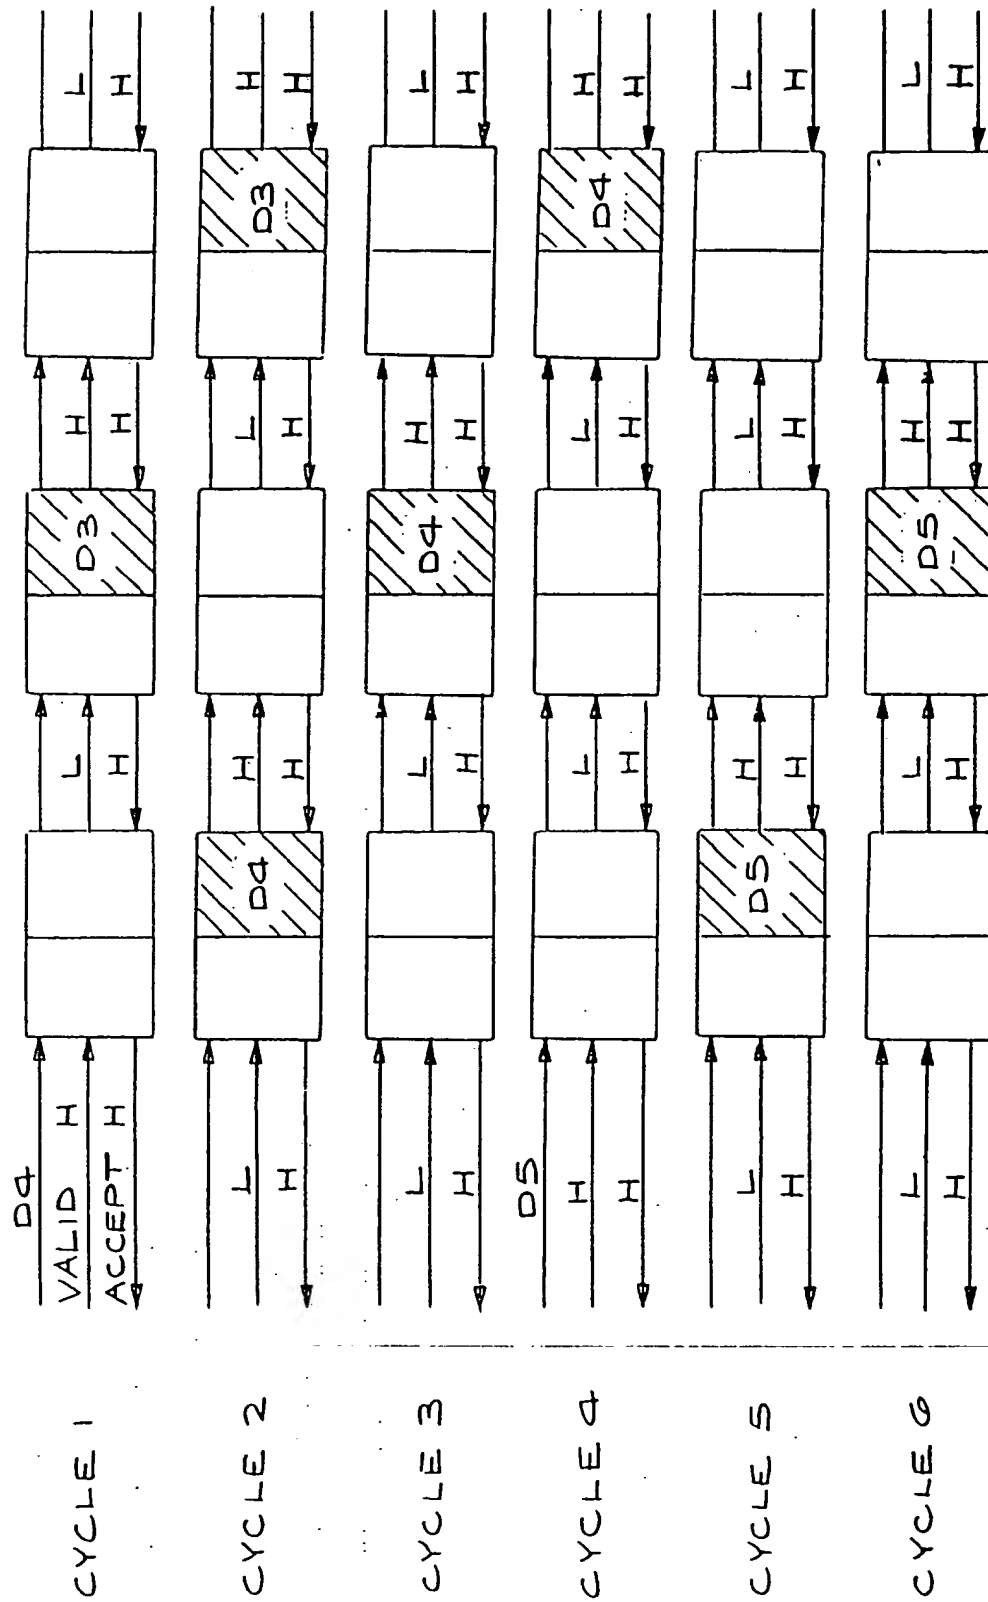 D4
CYCLE 1 VALID H L D3 H L
ACCEPT H H H H
CYCLE 2 L D4 H L D3 H
H H H H
CYCLE 3 L L D4 H L
H H H H
D5
CYCLE 4 H L L D4 H
H H H H
CYCLE 5 L D5 H L L
H H H H
CYCLE 6 L L D5 H L
H H H H